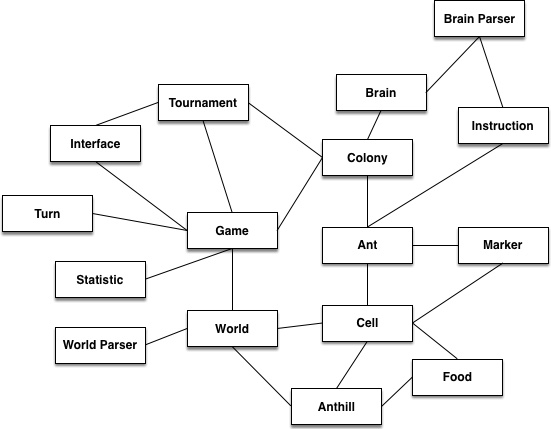 Brain Parser
Brain
Tournament
Instruction
Interface
Colony
Turn
Game
Ant
Marker
Statistic
World
Cell
World Parser
Food
Anthill